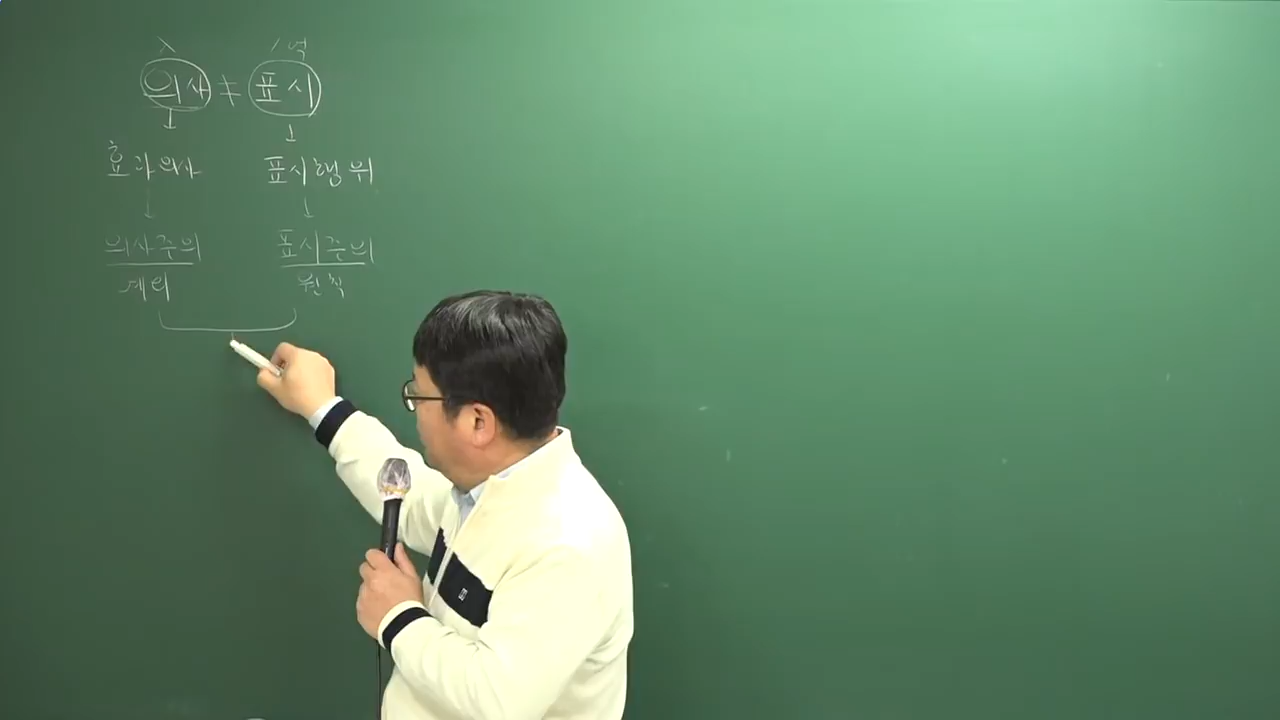 X 1억
의사 ≠ 표시
↓ ↓
효과의사 표시행위
↓ ↓
의사주의 표시주의
예외 원칙